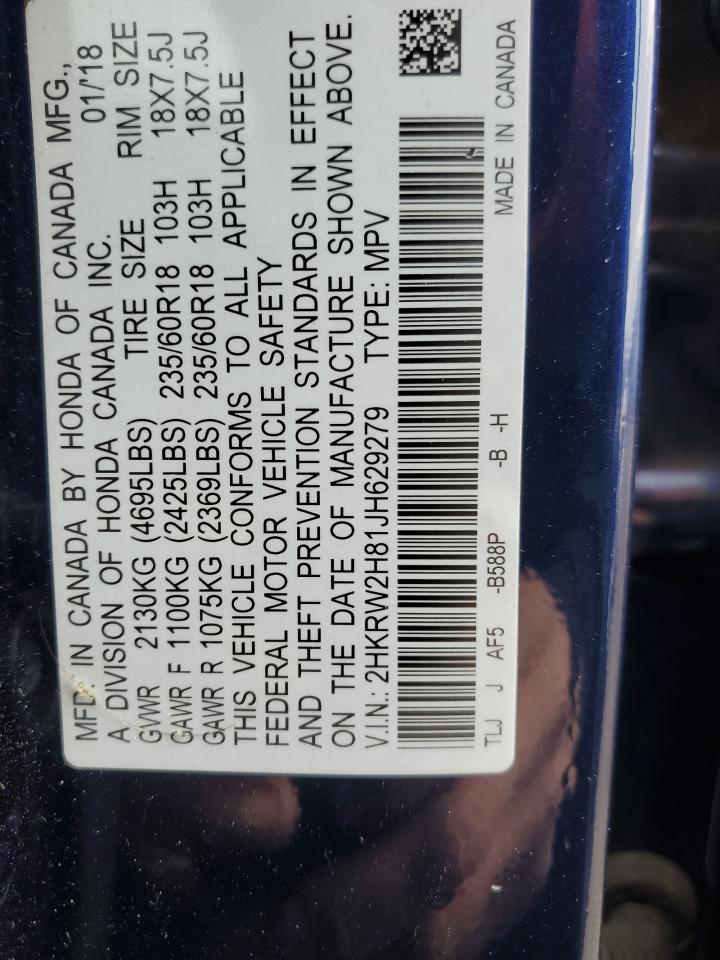 MFD. IN CANADA BY HONDA OF CANADA MFG.,
A DIVISION OF HONDA CANADA INC. 01/18
GVWR 2130KG (4695LBS) TIRE SIZE RIM SIZE
GAWR F 1100KG (2425LBS) 235/60R18 103H 18X7.5J
GAWR R 1075KG (2369LBS) 235/60R18 103H 18X7.5J
THIS VEHICLE CONFORMS TO ALL APPLICABLE
FEDERAL MOTOR VEHICLE SAFETY
AND THEFT PREVENTION STANDARDS IN EFFECT
ON THE DATE OF MANUFACTURE SHOWN ABOVE.
V.I.N.: 2HKRW2H81JH629279 TYPE: MPV
TLJ J AF5 -B588P -B -H MADE IN CANADA